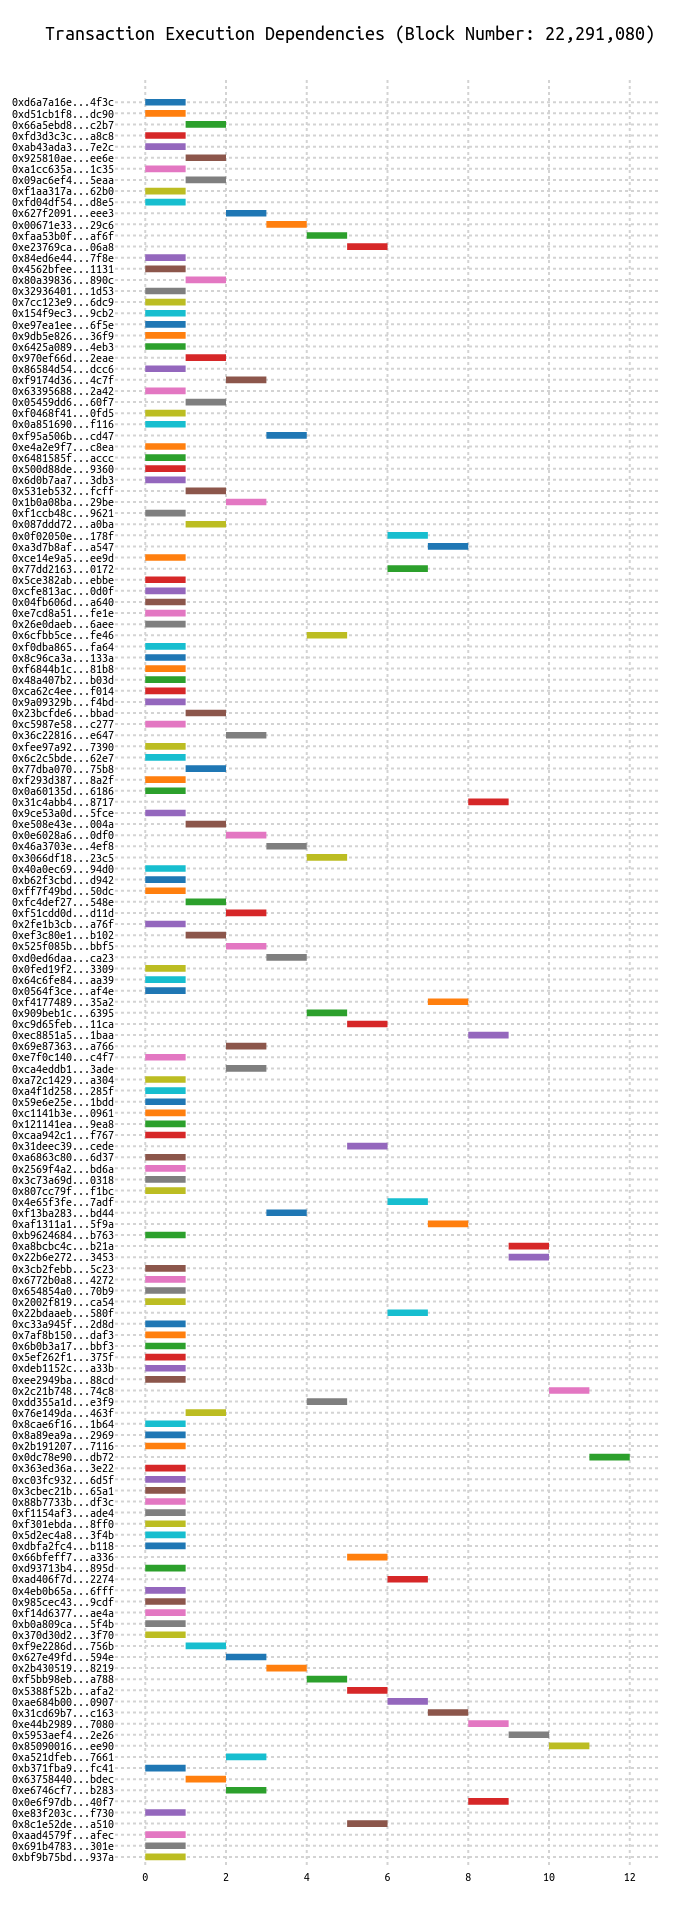 Transaction Execution Dependencies (Block Number: 22,291,080)
0xd6a7a16e...4f3c
0xd51cb1f8...dc90
0x66a5ebd8...c2b7
0xfd3d3c3c...a8c8
0xab43ada3...7e2c
0x925810ae...ee6e
0xa1cc635a...1c35
0x09ac6ef4...5eaa
0xf1aa317a...62b0
0xfd04df54...d8e5
0x627f2091...eee3
0x00671e33...29c6
0xfaa53b0f...af6f
0xe23769ca...06a8
0x84ed6e44...7f8e
0x4562bfee...1131
0x80a39836...890c
0x32936401...1d53
0x7cc123e9...6dc9
0x154f9ec3...9cb2
0xe97ea1ee...6f5e
0x9db5e826...36f9
0x6425a089...4eb3
0x970ef66d...2eae
0x86584d54...dcc6
0xf9174d36...4c7f
0x63395688...2a42
0x05459dd6...60f7
0xf0468f41...0fd5
0x0a851690...f116
0xf95a506b...cd47
0xe4a2e9f7...c8ea
0x6481585f...accc
0x500d88de...9360
0x6d0b7aa7...3db3
0x531eb532...fcff
0x1b0a08ba...29be
0xf1ccb48c...9621
0x087ddd72...a0ba
0x0f02050e...178f
0xa3d7b8af...a547
0xce14e9a5...ee9d
0x77dd2163...0172
0x5ce382ab...ebbe
0xcfe813ac...0d0f
0x04fb606d...a640
0xe7cd8a51...fe1e
0x26e0daeb...6aee
0x6cfbb5ce...fe46
0xf0dba865...fa64
0x8c96ca3a...133a
0xf6844b1c...81b8
0x48a407b2...b03d
0xca62c4ee...f014
0x9a09329b...f4bd
0x23bcfde6...bbad
0xc5987e58...c277
0x36c22816...e647
0xfee97a92...7390
0x6c2c5bde...62e7
0x77dba070...75b8
0xf293d387...8a2f
0x0a60135d...6186
0x31c4abb4...8717
0x9ce53a0d...5fce
0xe508e43e...004a
0x0e6028a6...0df0
0x46a3703e...4ef8
0x3066df18...23c5
0x40a0ec69...94d0
0xb62f3cbd...d942
0xff7f49bd...50dc
0xfc4def27...548e
0xf51cdd0d...d11d
0x2fe1b3cb...a76f
0xef3c80e1...b102
0x525f085b...bbf5
0xd0ed6daa...ca23
0x0fed19f2...3309
0x64c6fe84...aa39
0x0564f3ce...af4e
0xf4177489...35a2
0x909beb1c...6395
0xc9d65feb...11ca
0xec8851a5...1baa
0x69e87363...a766
0xe7f0c140...c4f7
0xca4eddb1...3ade
0xa72c1429...a304
0xa4f1d258...285f
0x59e6e25e...1bdd
0xc1141b3e...0961
0x121141ea...9ea8
0xcaa942c1...f767
0x31deec39...cede
0xa6863c80...6d37
0x2569f4a2...bd6a
0x3c73a69d...0318
0x807cc79f...f1bc
0x4e65f3fe...7adf
0xf13ba283...bd44
0xaf1311a1...5f9a
0xb9624684...b763
0xa8bcbc4c...b21a
0x22b6e272...3453
0x3cb2febb...5c23
0x6772b0a8...4272
0x654854a0...70b9
0x2002f819...ca54
0x22bdaaeb...580f
0xc33a945f...2d8d
0x7af8b150...daf3
0x6b0b3a17...bbf3
0x5ef262f1...375f
0xdeb1152c...a33b
0xee2949ba...88cd
0x2c21b748...74c8
0xdd355a1d...e3f9
0x76e149da...463f
0x8cae6f16...1b64
0x8a89ea9a...2969
0x2b191207...7116
0x0dc78e90...db72
0x363ed36a...3e22
0xc03fc932...6d5f
0x3cbec21b...65a1
0x88b7733b...df3c
0xf1154af3...ade4
0xf301ebda...8ff0
0x5d2ec4a8...3f4b
0xdbfa2fc4...b118
0x66bfeff7...a336
0xd93713b4...895d
0xad406f7d...2274
0x4eb0b65a...6fff
0x985cec43...9cdf
0xf14d6377...ae4a
0xb0a809ca...5f4b
0x370d30d2...3f70
0xf9e2286d...756b
0x627e49fd...594e
0x2b430519...8219
0xf5bb98eb...a788
0x5388f52b...afa2
0xae684b00...0907
0x31cd69b7...c163
0xe44b2989...7080
0x5953aef4...2e26
0x85090016...ee90
0xa521dfeb...7661
0xb371fba9...fc41
0x63758440...bdec
0xe6746cf7...b283
0x0e6f97db...40f7
0xe83f203c...f730
0x8c1e52de...a510
0xaad4579f...afec
0x691b4783...301e
0xbf9b75bd...937a
0 2 4 6 8 10 12